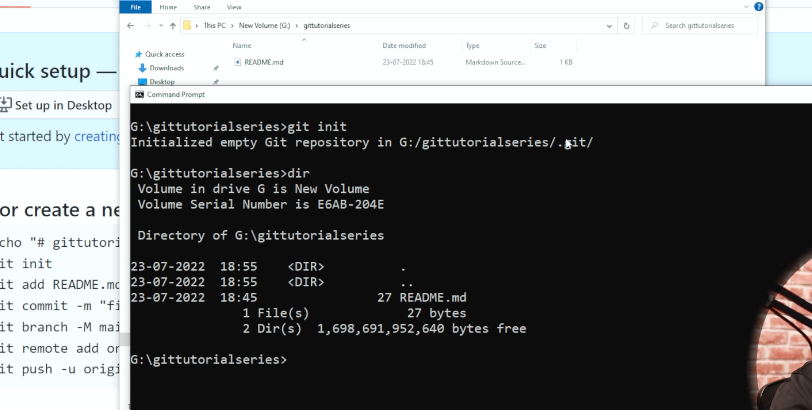 File Home Share View
This PC > New Volume (G:) > gittutorialseries
Search gittutorialseries
Name Date modified Type Size
Quick access
README.md 23-07-2022 18:45 Markdown Source... 1 KB
Downloads
Desktop
uick setup —
Set up in Desktop
t started by creating
or create a ne
cho "# gittutori
it init
it add README.md
it commit -m "fi
it branch -M mai
it remote add or
it push -u origi
Command Prompt
G:\gittutorialseries>git init
Initialized empty Git repository in G:/gittutorialseries/.git/
G:\gittutorialseries>dir
Volume in drive G is New Volume
Volume Serial Number is E6AB-204E
Directory of G:\gittutorialseries
23-07-2022 18:55 <DIR> .
23-07-2022 18:55 <DIR> ..
23-07-2022 18:45 27 README.md
1 File(s) 27 bytes
2 Dir(s) 1,698,691,952,640 bytes free
G:\gittutorialseries>